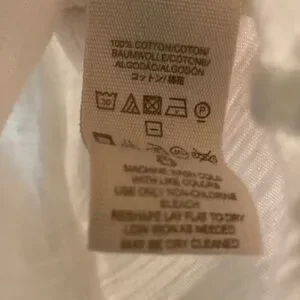 100% COTTON/COTON/
BAUMWOLLE/COTONE/
ALGODÃO/ALGODÓN
コットン/棉花
30 P
MACHINE WASH COLD
WITH LIKE COLORS
USE ONLY NON-CHLORINE
BLEACH
RESHAPE LAY FLAT TO DRY
LOW IRON AS NEEDED
MAY BE DRY CLEANED